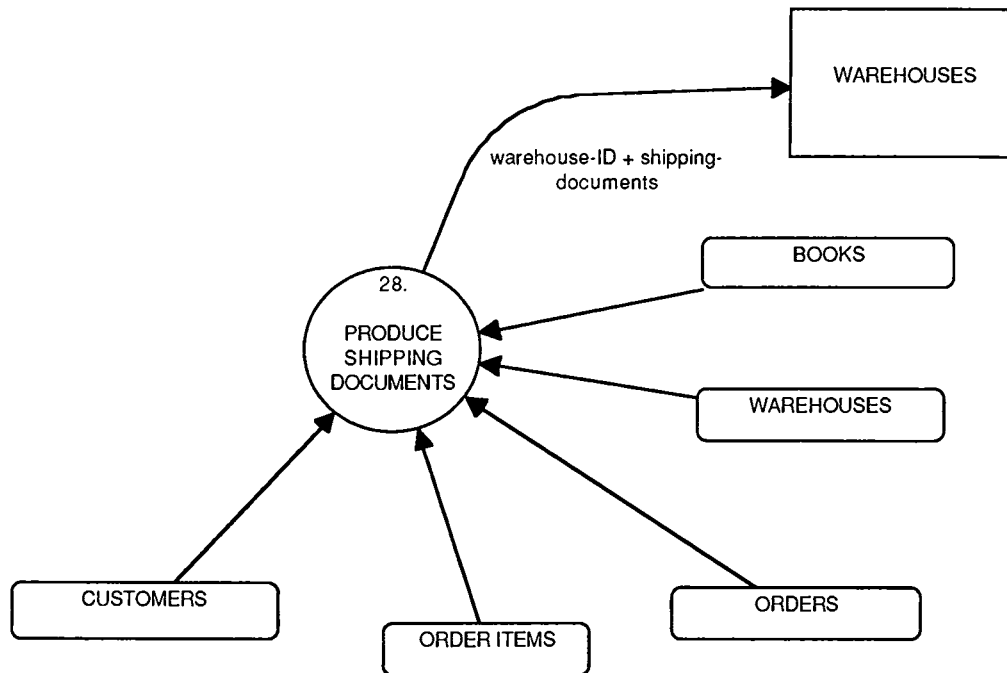 WAREHOUSES
warehouse-ID + shipping-
documents
BOOKS
28.
PRODUCE
SHIPPING
DOCUMENTS
WAREHOUSES
CUSTOMERS
ORDER ITEMS
ORDERS